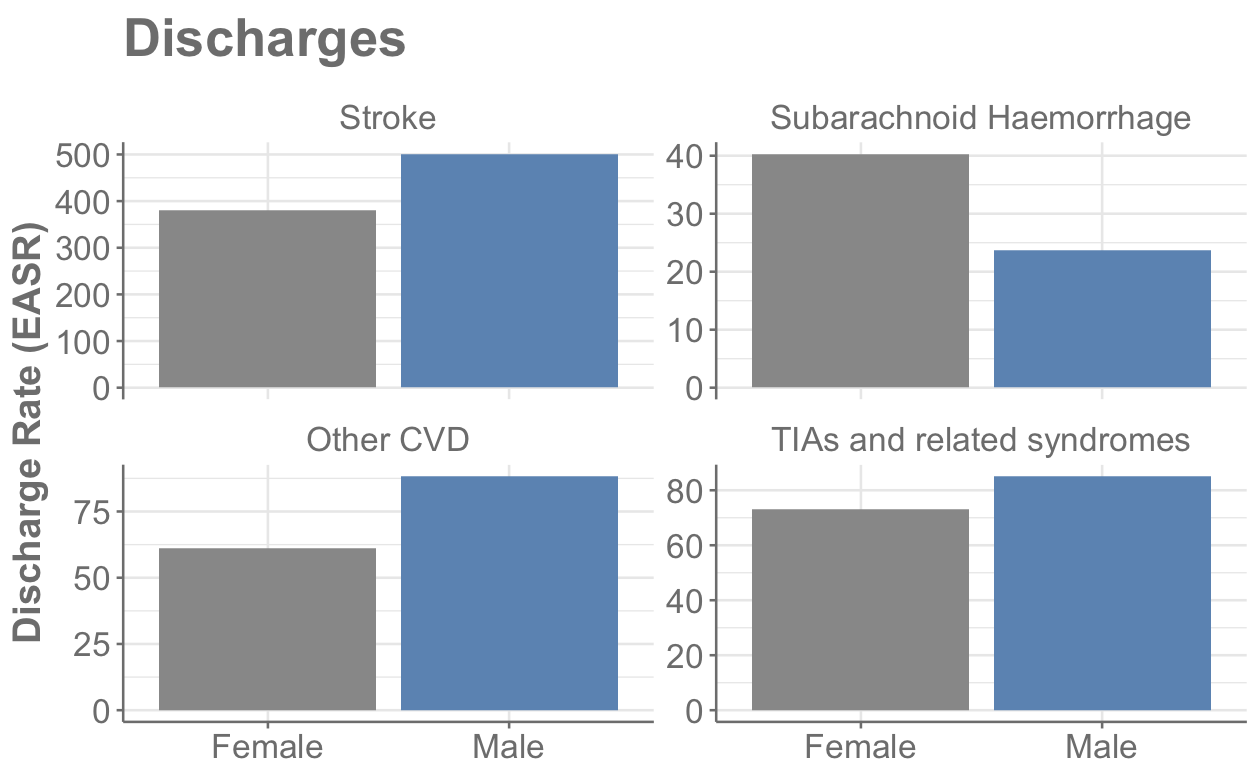 Discharges
Discharge Rate (EASR)
Stroke
500
400
300
200
100
0
Subarachnoid Haemorrhage
40
30
20
10
0
Other CVD
75
50
25
0
Female
Male
TIAs and related syndromes
80
60
40
20
0
Female
Male